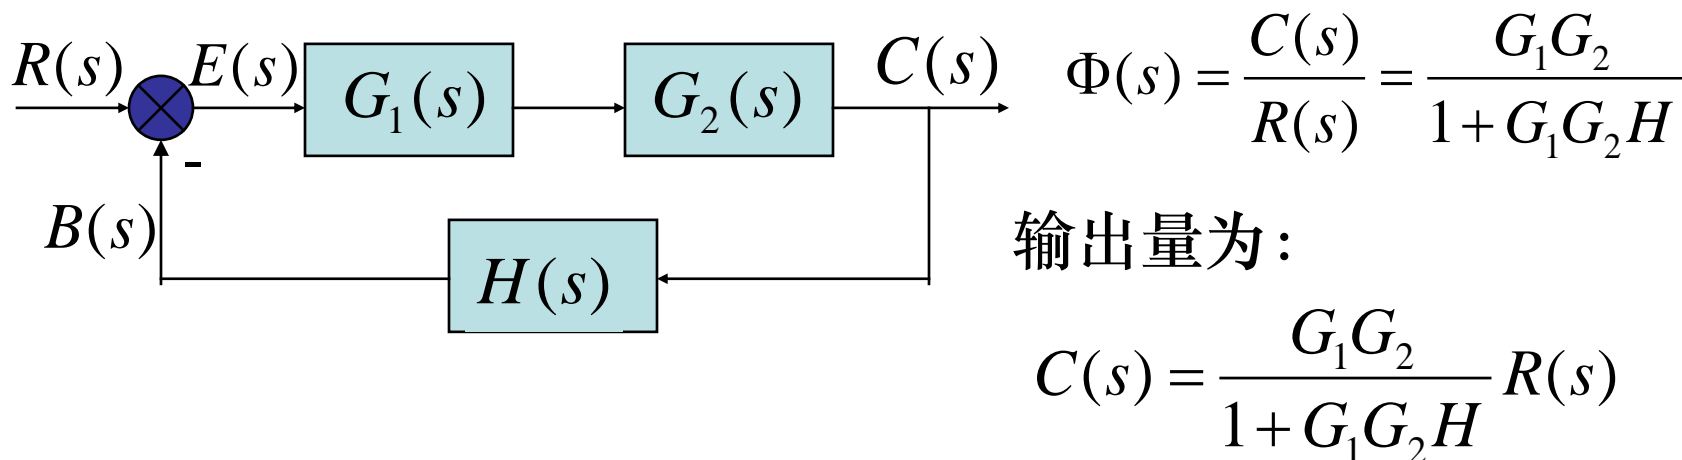 R(s) E(s) G₁(s) G₂(s) C(s)
-
B(s)
H(s)
Φ(s) = C(s)/R(s) = G₁G₂/(1+G₁G₂H)
输出量为：
C(s) = G₁G₂/(1+G₁G₂H) R(s)